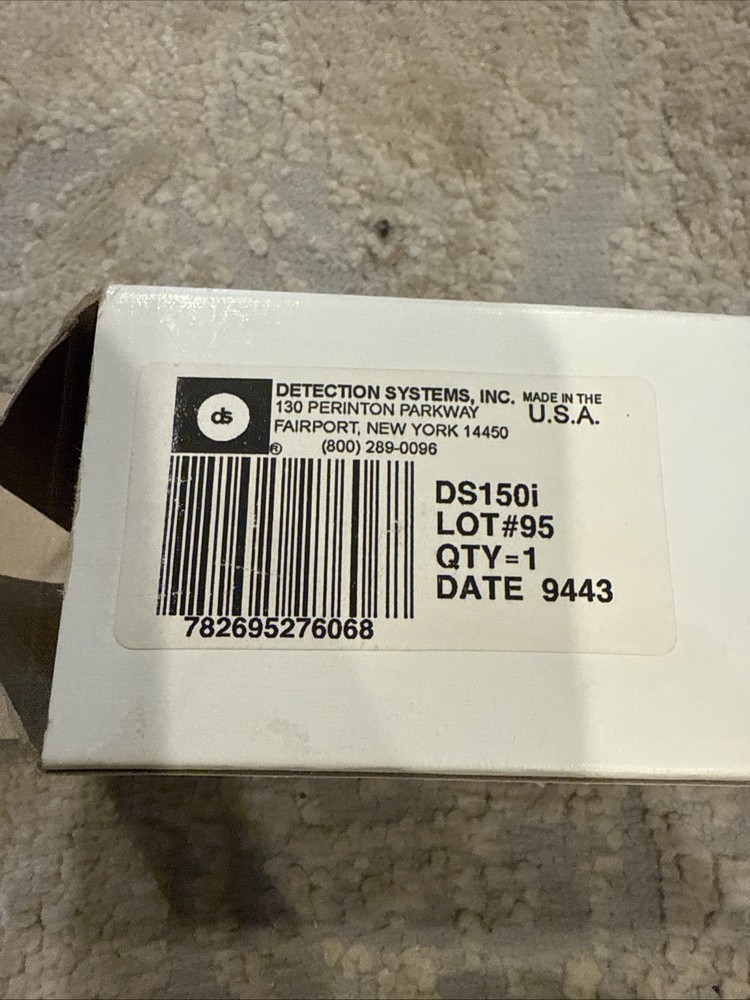 ds
DETECTION SYSTEMS, INC.
130 PERINTON PARKWAY
FAIRPORT, NEW YORK 14450
® (800) 289-0096
MADE IN THE
U.S.A.
DS150i
LOT#95
QTY=1
DATE 9443
782695276068